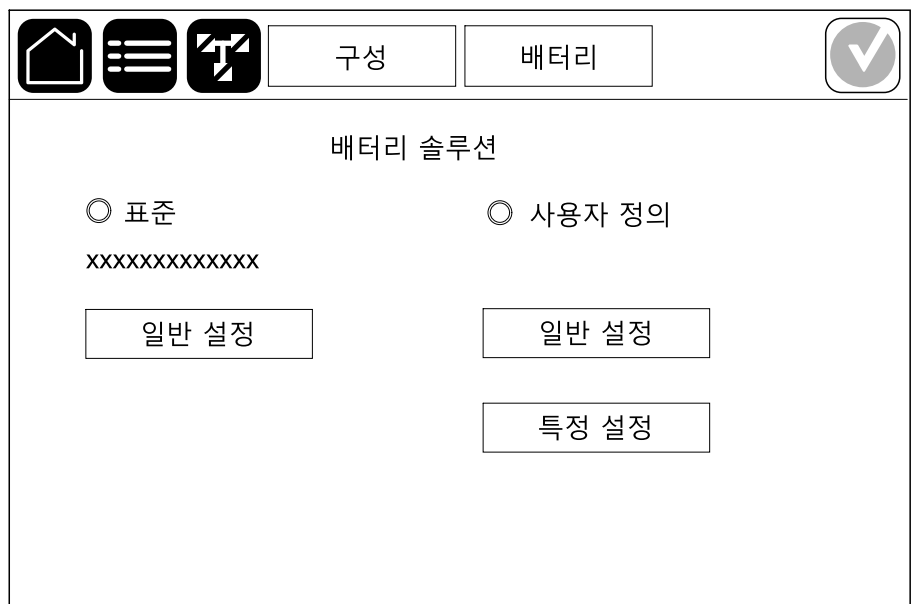 구성 배터리
배터리 솔루션
표준 사용자 정의
xxxxxxxxxxxxx
일반 설정 일반 설정
특정 설정